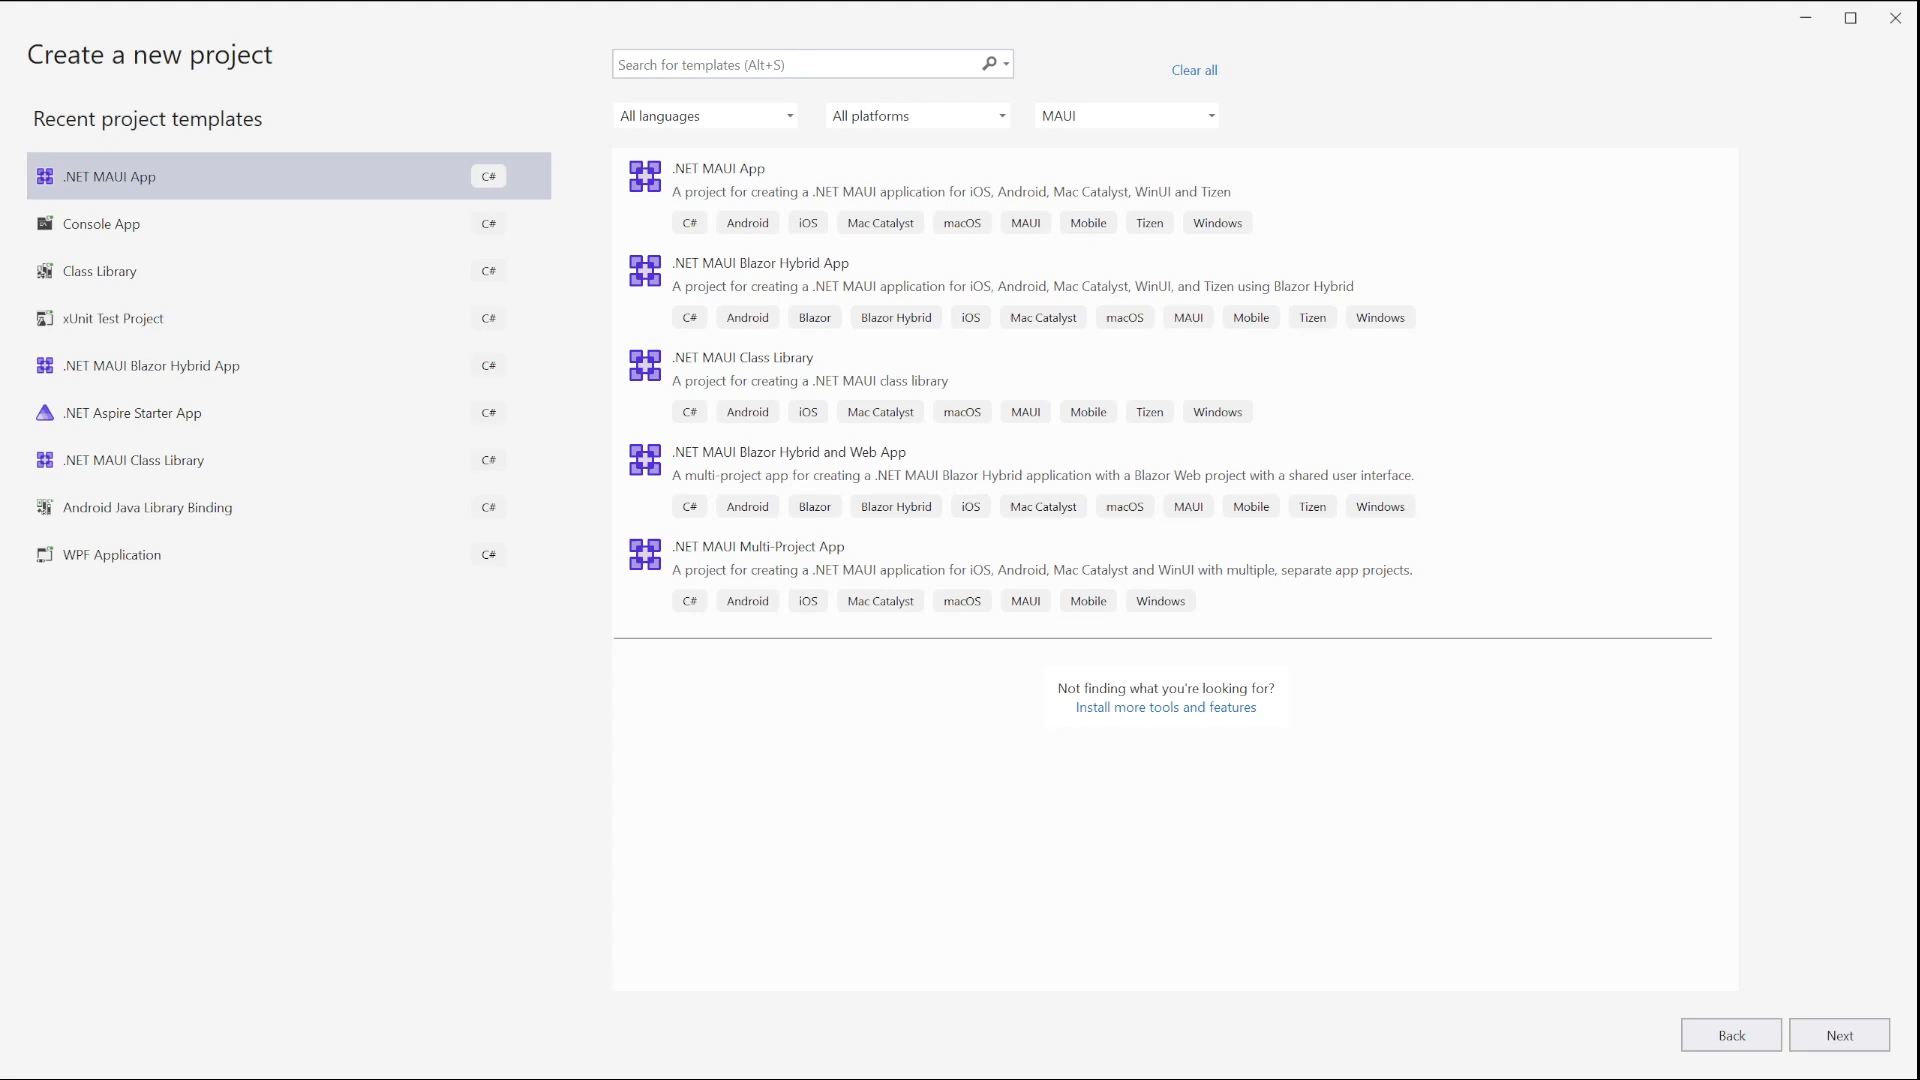 Create a new project
Search for templates (Alt+S)
Clear all
Recent project templates
All languages
All platforms
MAUI
.NET MAUI App
C#
Console App
C#
Class Library
C#
xUnit Test Project
C#
.NET MAUI Blazor Hybrid App
C#
.NET Aspire Starter App
C#
.NET MAUI Class Library
C#
Android Java Library Binding
C#
WPF Application
C#
.NET MAUI App
A project for creating a .NET MAUI application for iOS, Android, Mac Catalyst, WinUI and Tizen
C# Android iOS Mac Catalyst macOS MAUI Mobile Tizen Windows
.NET MAUI Blazor Hybrid App
A project for creating a .NET MAUI application for iOS, Android, Mac Catalyst, WinUI, and Tizen using Blazor Hybrid
C# Android Blazor Blazor Hybrid iOS Mac Catalyst macOS MAUI Mobile Tizen Windows
.NET MAUI Class Library
A project for creating a .NET MAUI class library
C# Android iOS Mac Catalyst macOS MAUI Mobile Tizen Windows
.NET MAUI Blazor Hybrid and Web App
A multi-project app for creating a .NET MAUI Blazor Hybrid application with a Blazor Web project with a shared user interface.
C# Android Blazor Blazor Hybrid iOS Mac Catalyst macOS MAUI Mobile Tizen Windows
.NET MAUI Multi-Project App
A project for creating a .NET MAUI application for iOS, Android, Mac Catalyst and WinUI with multiple, separate app projects.
C# Android iOS Mac Catalyst macOS MAUI Mobile Windows
Not finding what you're looking for?
Install more tools and features
Back
Next